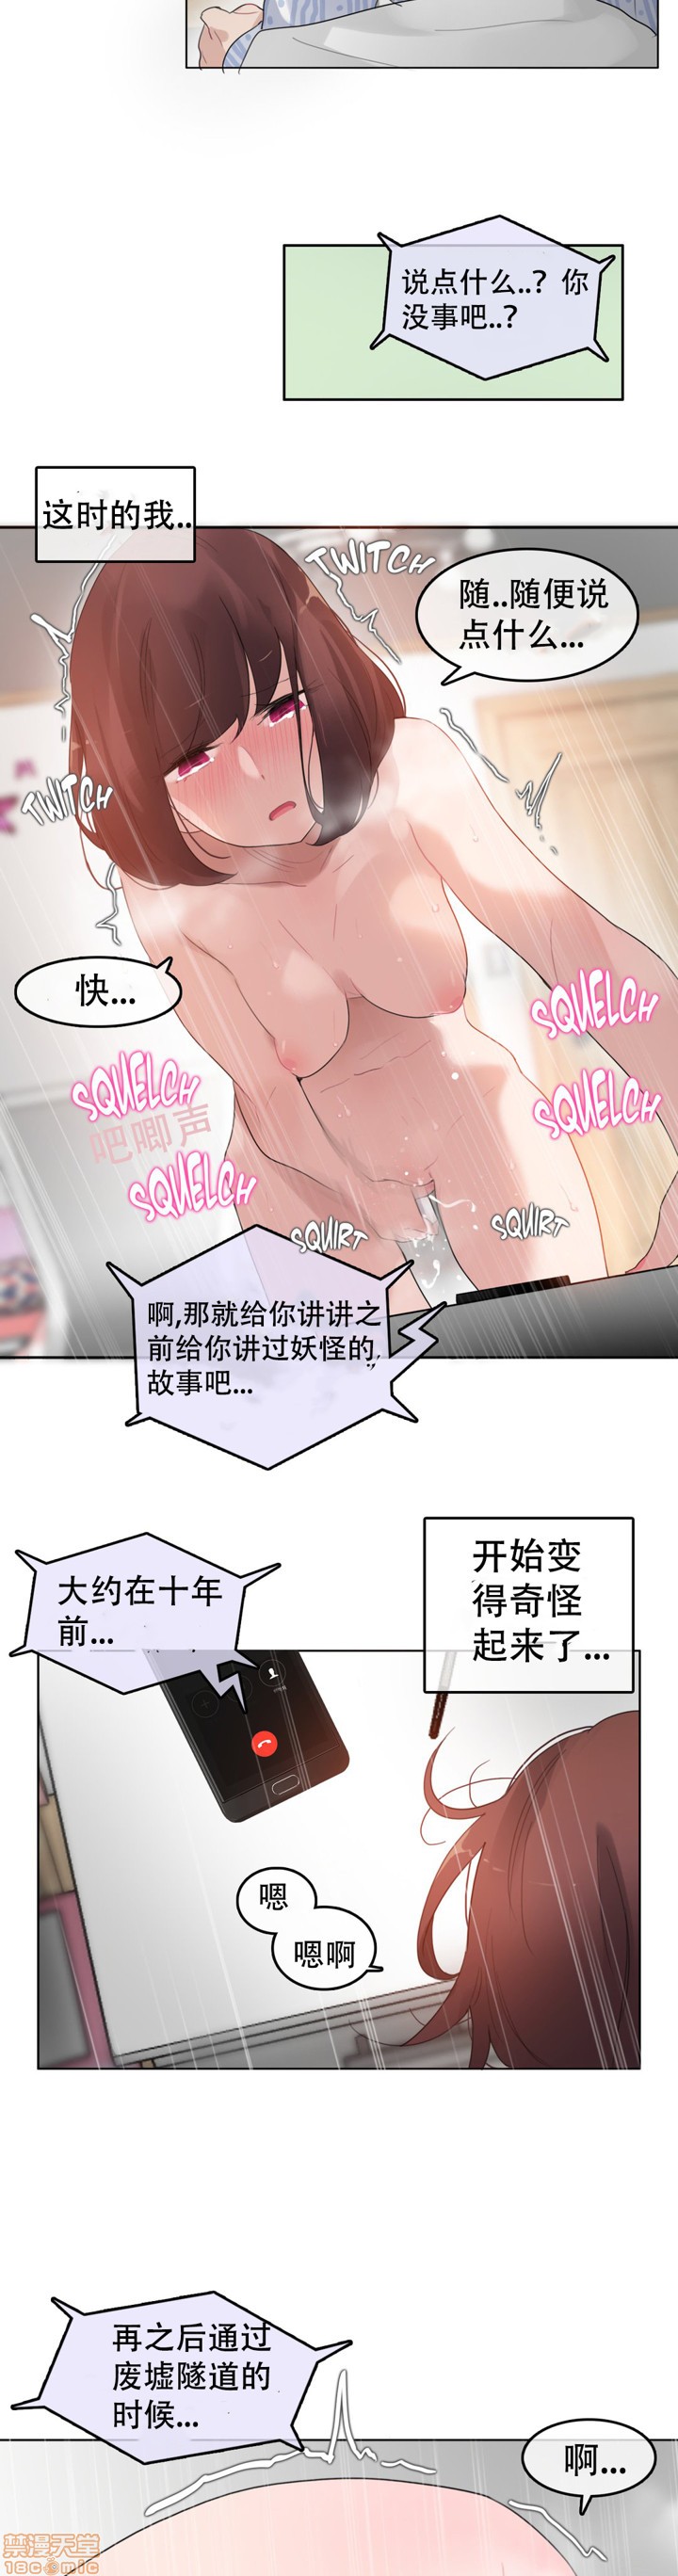 说点什么..? 你
没事吧..?
这时的我..
TWITCH
随..随便说
点什么...
TWITCH
快...
SQUELCH
SQUELCH
SQUELCH
吧唧声
SQUELCH
SQUIRT
SQUIRT
啊,那就给你讲讲之
前给你讲过妖怪的,
故事吧...
开始变
得奇怪
起来了...
大约在十年
前...
嗯
嗯啊
再之后通过
废墟隧道的
时候...
啊...
禁漫天堂
18comic